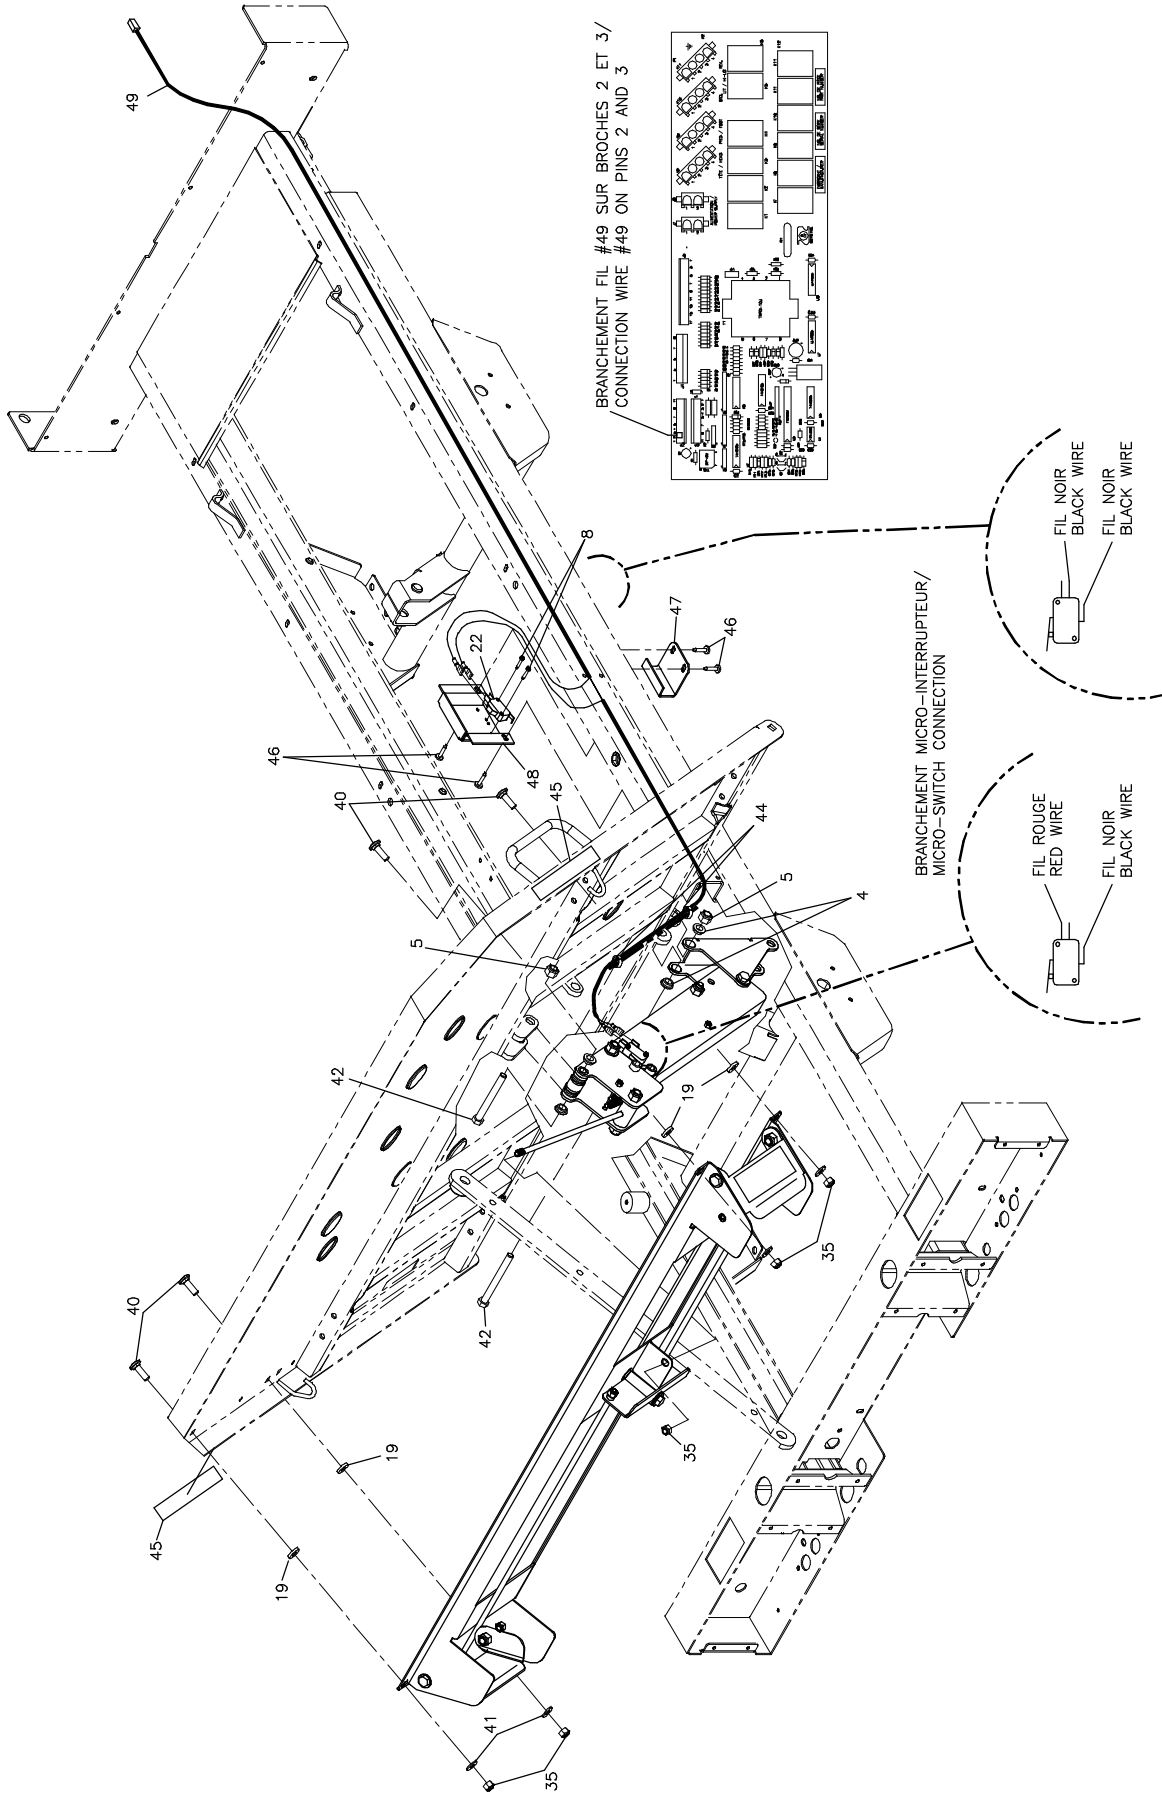 49
BRANCHEMENT FIL #49 SUR BROCHES 2 ET 3/
CONNECTION WIRE #49 ON PINS 2 AND 3
8
22
47
46
46
48
40
45
44
5
5
4
FIL NOIR
BLACK WIRE
FIL NOIR
BLACK WIRE
BRANCHEMENT MICRO-INTERRUPTEUR/
MICRO-SWITCH CONNECTION
FIL ROUGE
RED WIRE
FIL NOIR
BLACK WIRE
42
19
35
40
42
35
19
45
19
41
35